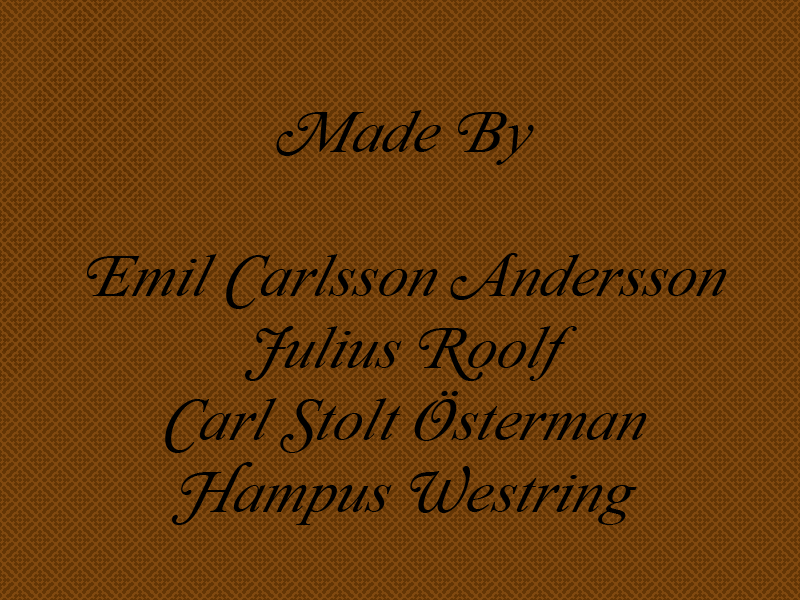 Made By
Emil Carlsson Andersson
Julius Roolf
Carl Stolt Österman
Hampus Westring